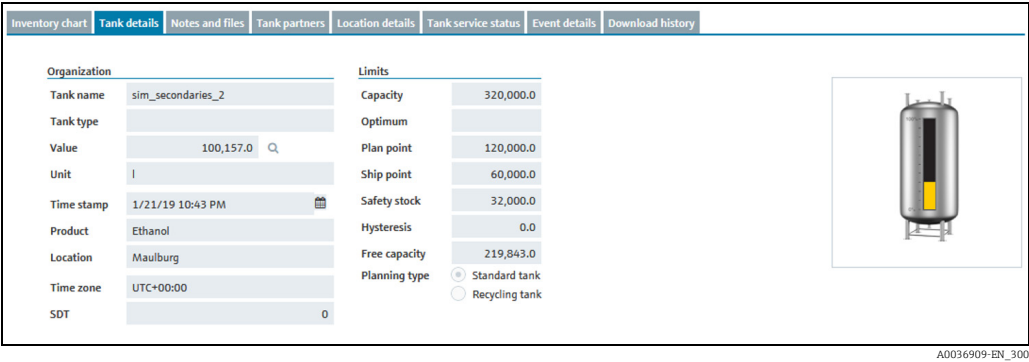 Inventory chart Tank details Notes and files Tank partners Location details Tank service status Event details Download history
Organization
Tank name sim_secondaries_2
Tank type
Value 100,157.0
Unit l
Time stamp 1/21/19 10:43 PM
Product Ethanol
Location Maulburg
Time zone UTC+00:00
SDT 0
Limits
Capacity 320,000.0
Optimum
Plan point 120,000.0
Ship point 60,000.0
Safety stock 32,000.0
Hysteresis 0.0
Free capacity 219,843.0
Planning type Standard tank
Recycling tank
A0036909-EN_300